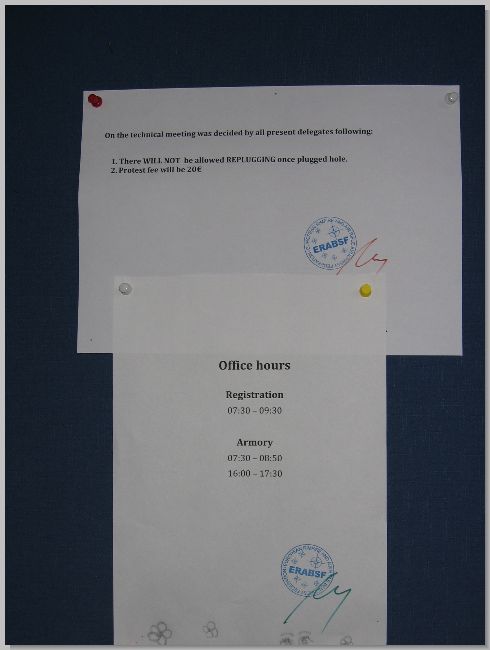 On the technical meeting was decided by all present delegates following:
1. There WILL NOT be allowed REPLUGGING once plugged hole.
2. Protest fee will be 20€
ERABSF
Office hours
Registration
07:30 – 09:30
Armory
07:30 – 08:50
16:00 – 17:30
ERABSF